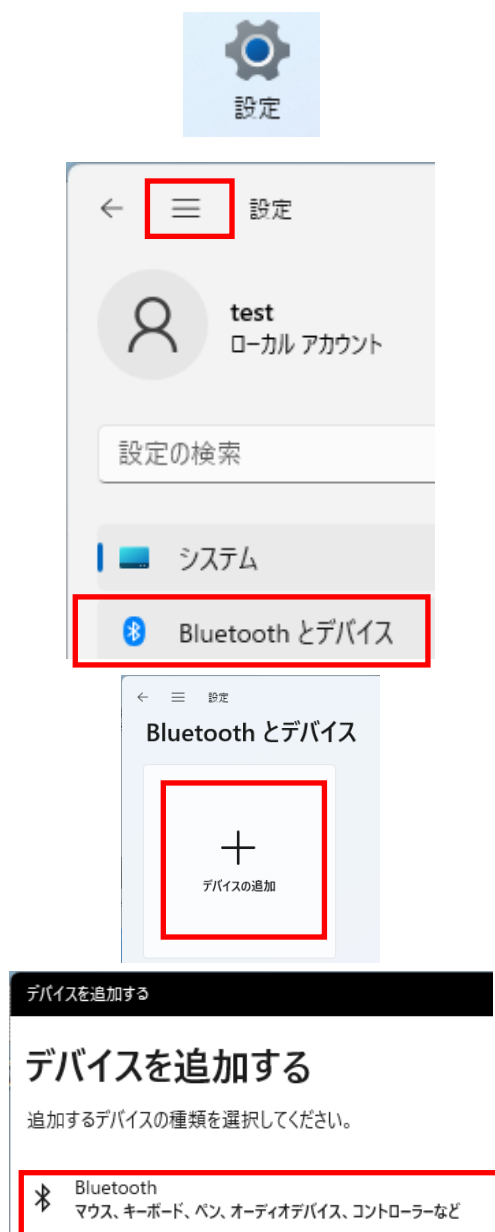 設定
設定
test
ローカル アカウント
設定の検索
システム
Bluetooth とデバイス
設定
Bluetooth とデバイス
デバイスの追加
デバイスを追加する
デバイスを追加する
追加するデバイスの種類を選択してください。
Bluetooth
マウス、キーボード、ペン、オーディオデバイス、コントローラーなど